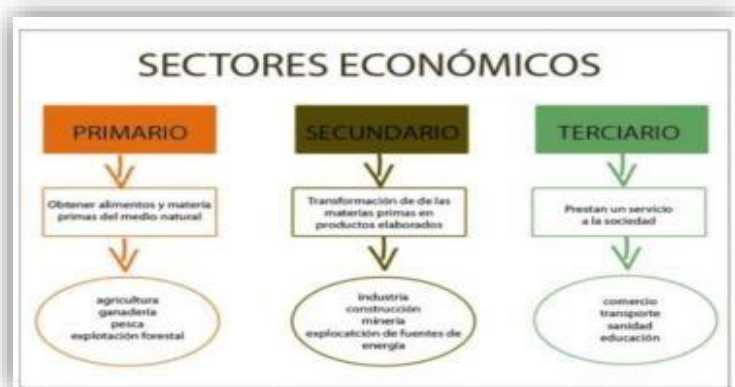 SECTORES ECONÓMICOS
PRIMARIO
Obtener alimentos y materia
primas del medio natural
agricultura
ganadería
pesca
explotación forestal
SECUNDARIO
Transformación de de las
materias primas en
productos elaborados
industria
construcción
minería
explocatción de fuentes de
energía
TERCIARIO
Prestan un servicio
a la sociedad
comercio
transporte
sanidad
educación